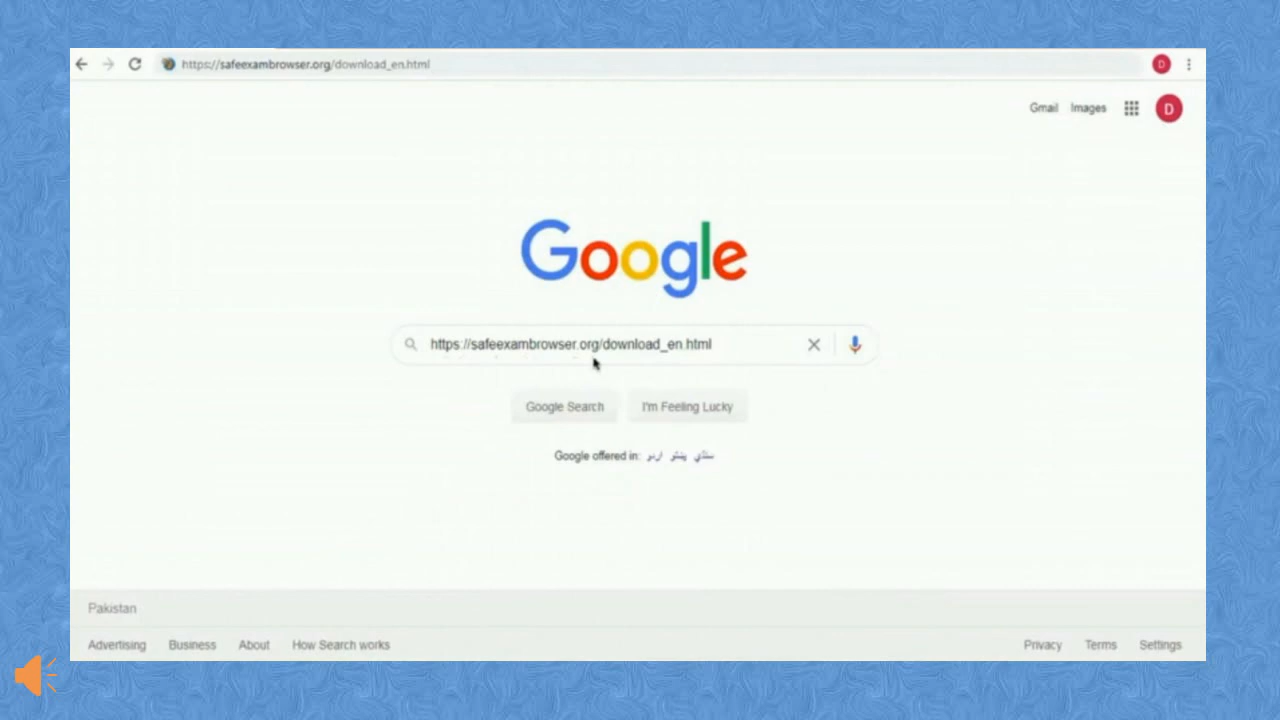 https://safeexambrowser.org/download_en.html
D
Gmail Images
D
Google
https://safeexambrowser.org/download_en.html
Google Search I'm Feeling Lucky
Google offered in: اردو پښتو سنڌي
Pakistan
Advertising Business About How Search works
Privacy Terms Settings